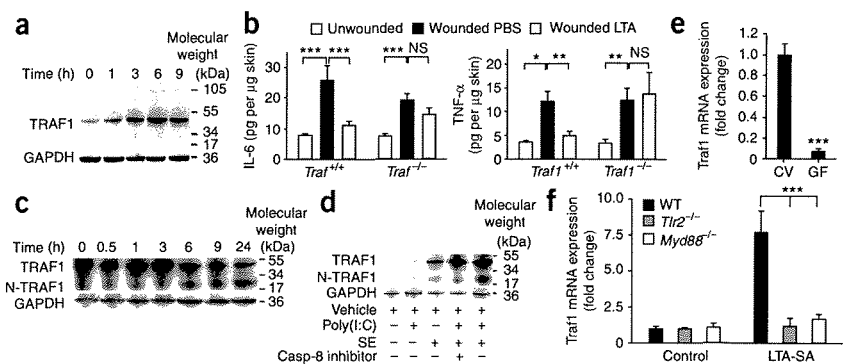 a
Molecular
weight
Time (h) 0 1 3 6 9 (kDa)
105
TRAF1
55
34
17
GAPDH
36
b
Unwounded Wounded PBS Wounded LTA
IL-6 (pg per µg skin)
30
20
10
0
*** ***
*** NS
Traf+/+
Traf−/−
TNF-α
(pg per µg skin)
20
15
10
5
0
* **
** NS
Traf1+/+
Traf1−/−
e
Traf1 mRNA expression
(fold change)
1.2
1.0
0.8
0.6
0.4
0.2
0
***
CV GF
c
Molecular
weight
Time (h) 0 0.5 1 3 6 9 24 (kDa)
TRAF1
55
34
N-TRAF1
17
GAPDH
36
d
Molecular
weight
(kDa)
TRAF1
55
34
N-TRAF1
17
GAPDH
36
Vehicle + + + + +
Poly(I:C) − + − + +
SE − − + + +
Casp-8 inhibitor − − − + −
f
WT
Tlr2−/−
Myd88−/−
Traf1 mRNA expression
(fold change)
10.0
7.5
5.0
2.5
0
***
Control LTA-SA